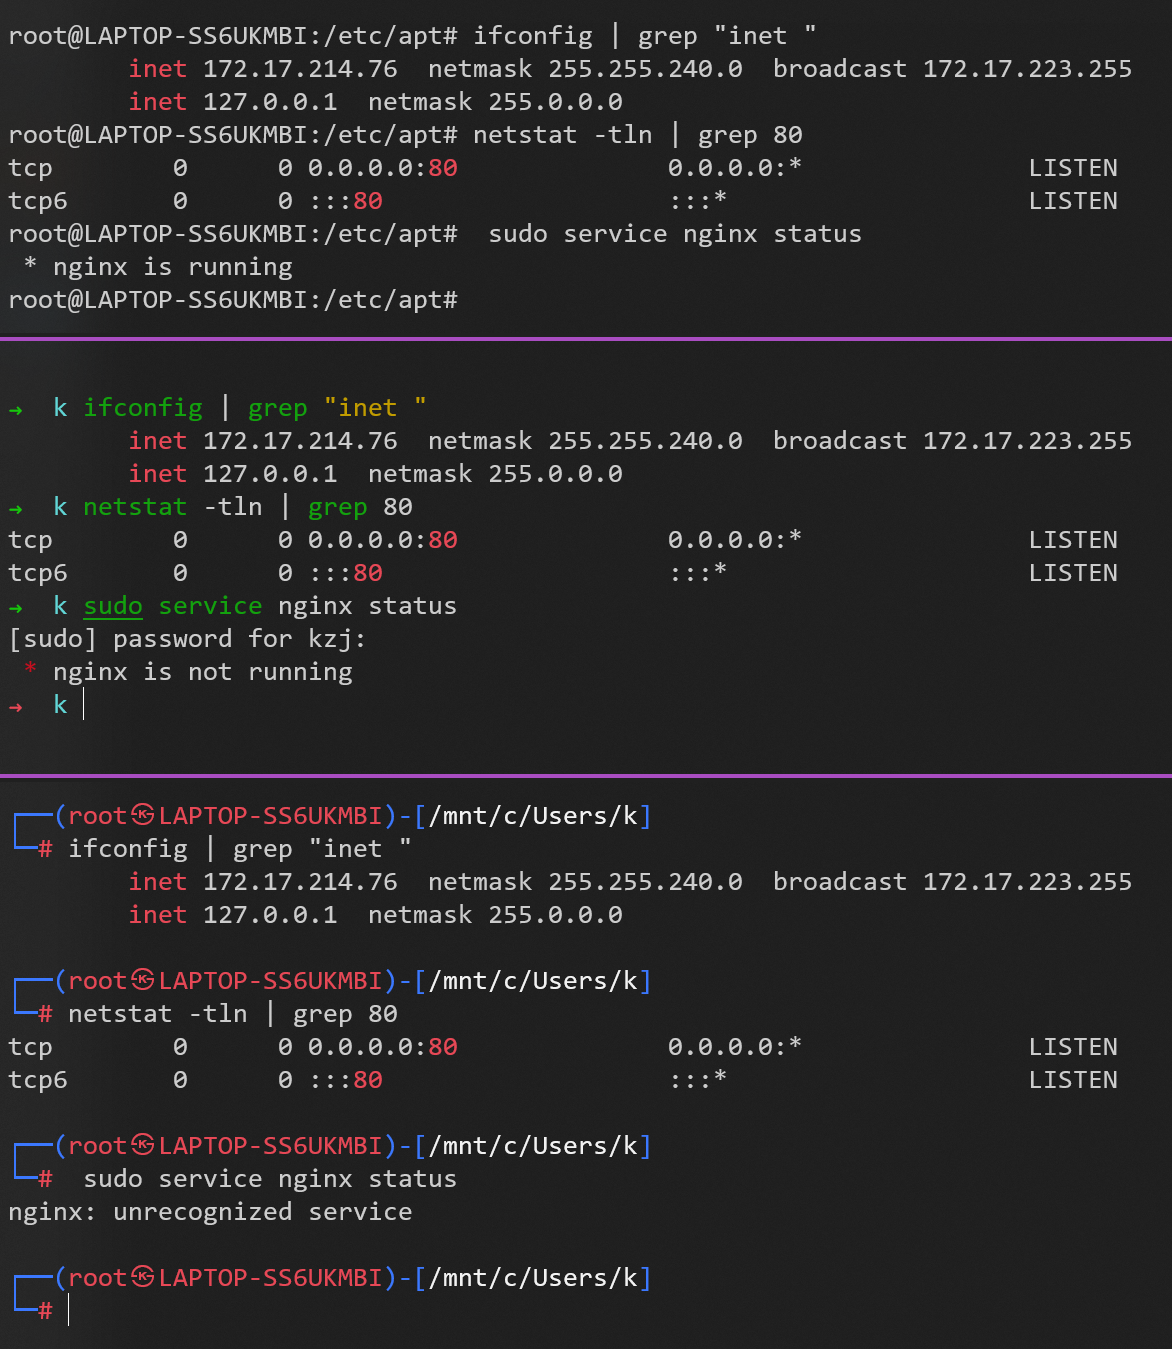 root@LAPTOP-SS6UKMBI:/etc/apt# ifconfig | grep "inet "
        inet 172.17.214.76  netmask 255.255.240.0  broadcast 172.17.223.255
        inet 127.0.0.1  netmask 255.0.0.0
root@LAPTOP-SS6UKMBI:/etc/apt# netstat -tln | grep 80
tcp        0      0 0.0.0.0:80              0.0.0.0:*               LISTEN
tcp6       0      0 :::80                   :::*                    LISTEN
root@LAPTOP-SS6UKMBI:/etc/apt#  sudo service nginx status
 * nginx is running
root@LAPTOP-SS6UKMBI:/etc/apt#
→  k ifconfig | grep "inet "
        inet 172.17.214.76  netmask 255.255.240.0  broadcast 172.17.223.255
        inet 127.0.0.1  netmask 255.0.0.0
→  k netstat -tln | grep 80
tcp        0      0 0.0.0.0:80              0.0.0.0:*               LISTEN
tcp6       0      0 :::80                   :::*                    LISTEN
→  k sudo service nginx status
[sudo] password for kzj:
 * nginx is not running
→  k
┌──(root㉿LAPTOP-SS6UKMBI)-[/mnt/c/Users/k]
└─# ifconfig | grep "inet "
        inet 172.17.214.76  netmask 255.255.240.0  broadcast 172.17.223.255
        inet 127.0.0.1  netmask 255.0.0.0
┌──(root㉿LAPTOP-SS6UKMBI)-[/mnt/c/Users/k]
└─# netstat -tln | grep 80
tcp        0      0 0.0.0.0:80              0.0.0.0:*               LISTEN
tcp6       0      0 :::80                   :::*                    LISTEN
┌──(root㉿LAPTOP-SS6UKMBI)-[/mnt/c/Users/k]
└─#  sudo service nginx status
nginx: unrecognized service
┌──(root㉿LAPTOP-SS6UKMBI)-[/mnt/c/Users/k]
└─#